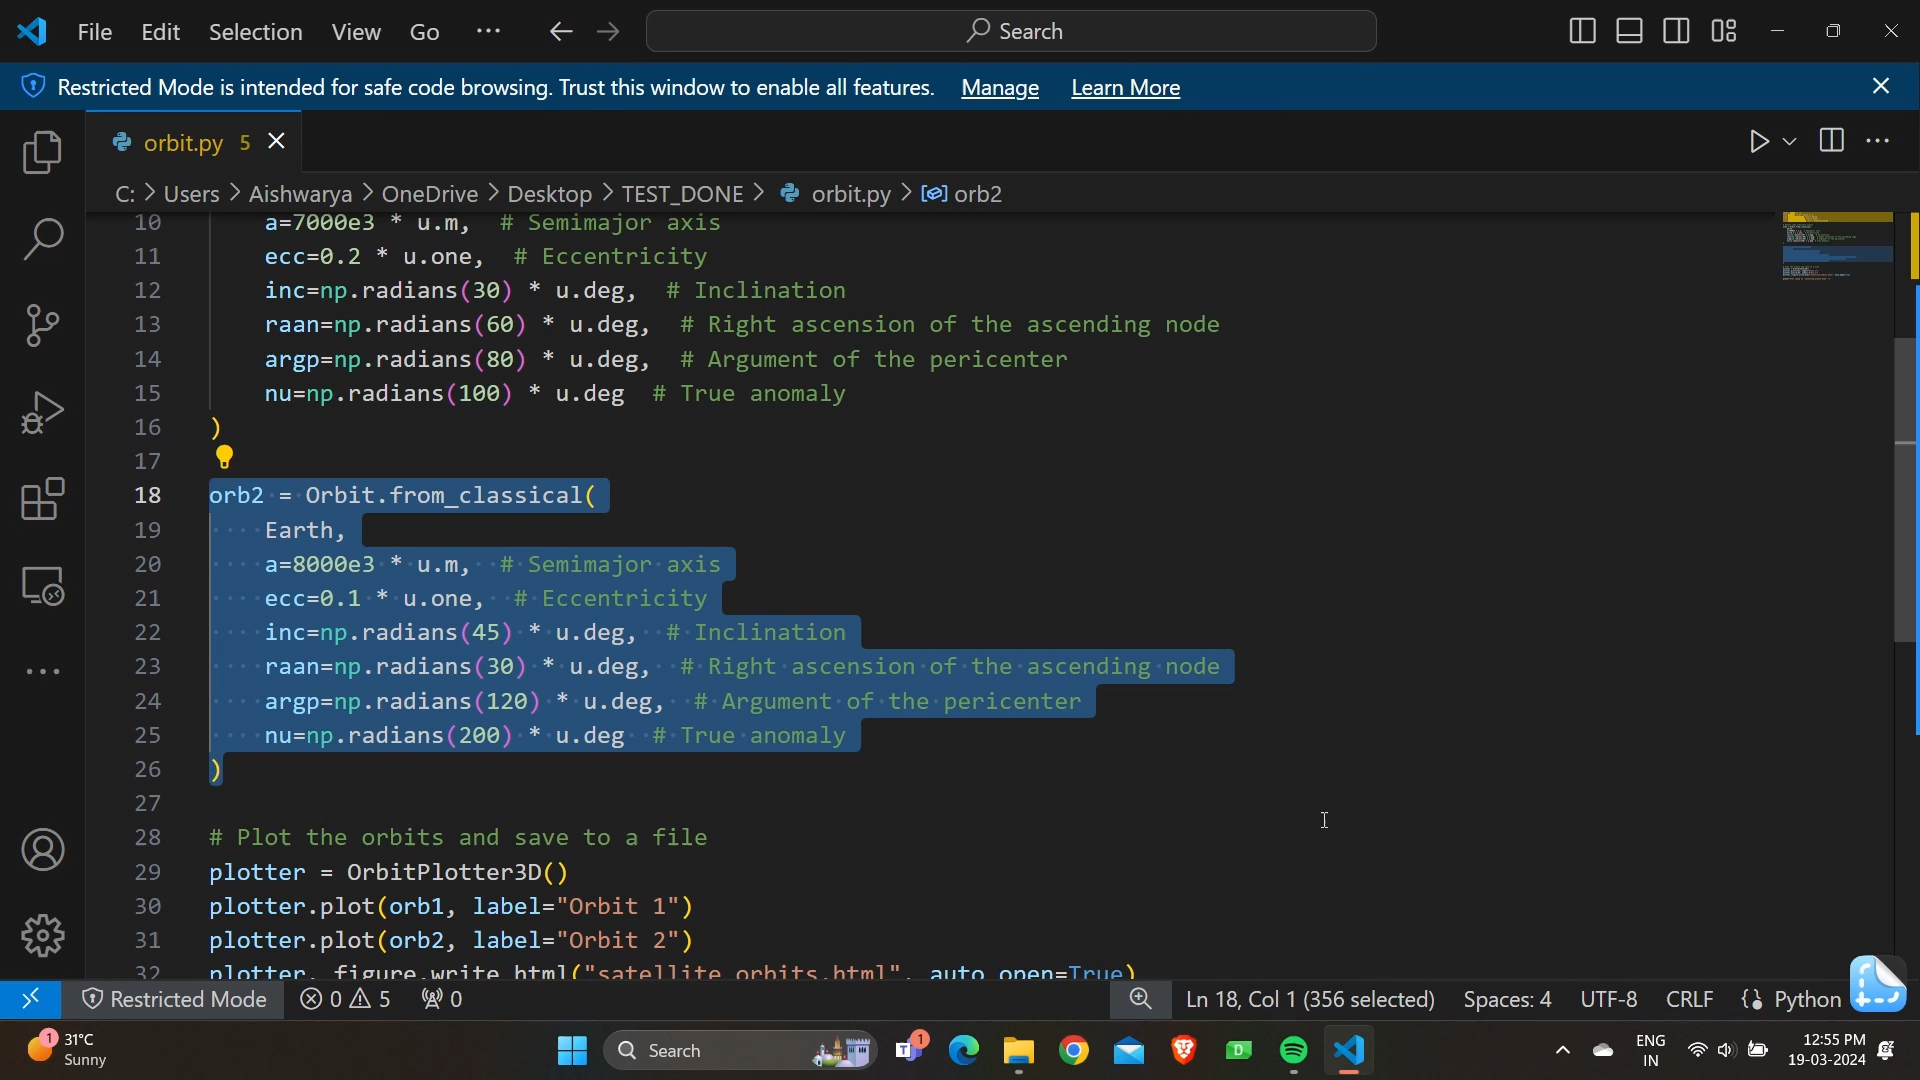 File Edit Selection View Go ... Search
Restricted Mode is intended for safe code browsing. Trust this window to enable all features. Manage Learn More
orbit.py 5
C: > Users > Aishwarya > OneDrive > Desktop > TEST_DONE > orbit.py > orb2
10 a=7000e3 * u.m, # Semimajor axis
11 ecc=0.2 * u.one, # Eccentricity
12 inc=np.radians(30) * u.deg, # Inclination
13 raan=np.radians(60) * u.deg, # Right ascension of the ascending node
14 argp=np.radians(80) * u.deg, # Argument of the pericenter
15 nu=np.radians(100) * u.deg # True anomaly
16 )
17
18 orb2 = Orbit.from_classical(
19 Earth,
20 a=8000e3 * u.m, # Semimajor axis
21 ecc=0.1 * u.one, # Eccentricity
22 inc=np.radians(45) * u.deg, # Inclination
23 raan=np.radians(30) * u.deg, # Right ascension of the ascending node
24 argp=np.radians(120) * u.deg, # Argument of the pericenter
25 nu=np.radians(200) * u.deg # True anomaly
26 )
27
28 # Plot the orbits and save to a file
29 plotter = OrbitPlotter3D()
30 plotter.plot(orb1, label="Orbit 1")
31 plotter.plot(orb2, label="Orbit 2")
32 plotter._figure.write_html("satellite_orbits.html", auto_open=True)
Restricted Mode 0 5 0 Ln 18, Col 1 (356 selected) Spaces: 4 UTF-8 CRLF {} Python
1 31°C Search 1 ENG 12:55 PM
Sunny IN 19-03-2024